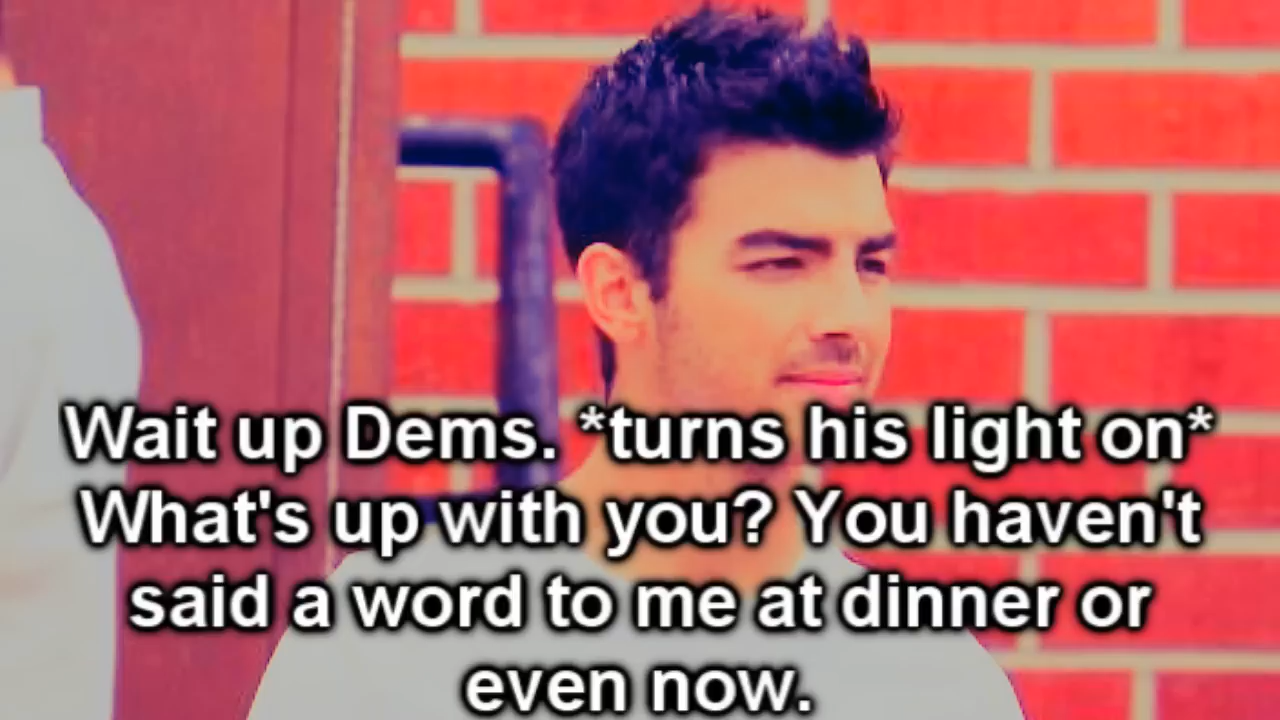 Wait up Dems. *turns his light on*
What's up with you? You haven't
said a word to me at dinner or
even now.